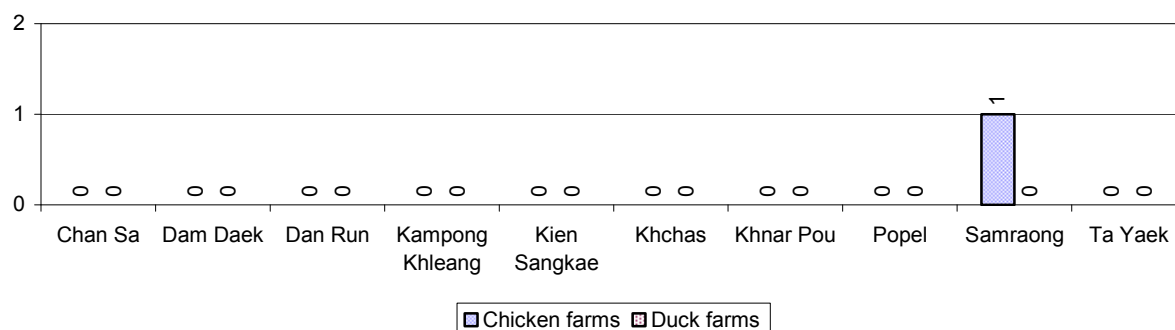 2
1
0
1
0 0 0 0 0 0 0 0 0 0 0 0 0 0 0 0 0 0 0
Chan Sa Dam Daek Dan Run Kampong Khleang Kien Sangkae Khchas Khnar Pou Popel Samraong Ta Yaek
Chicken farms Duck farms